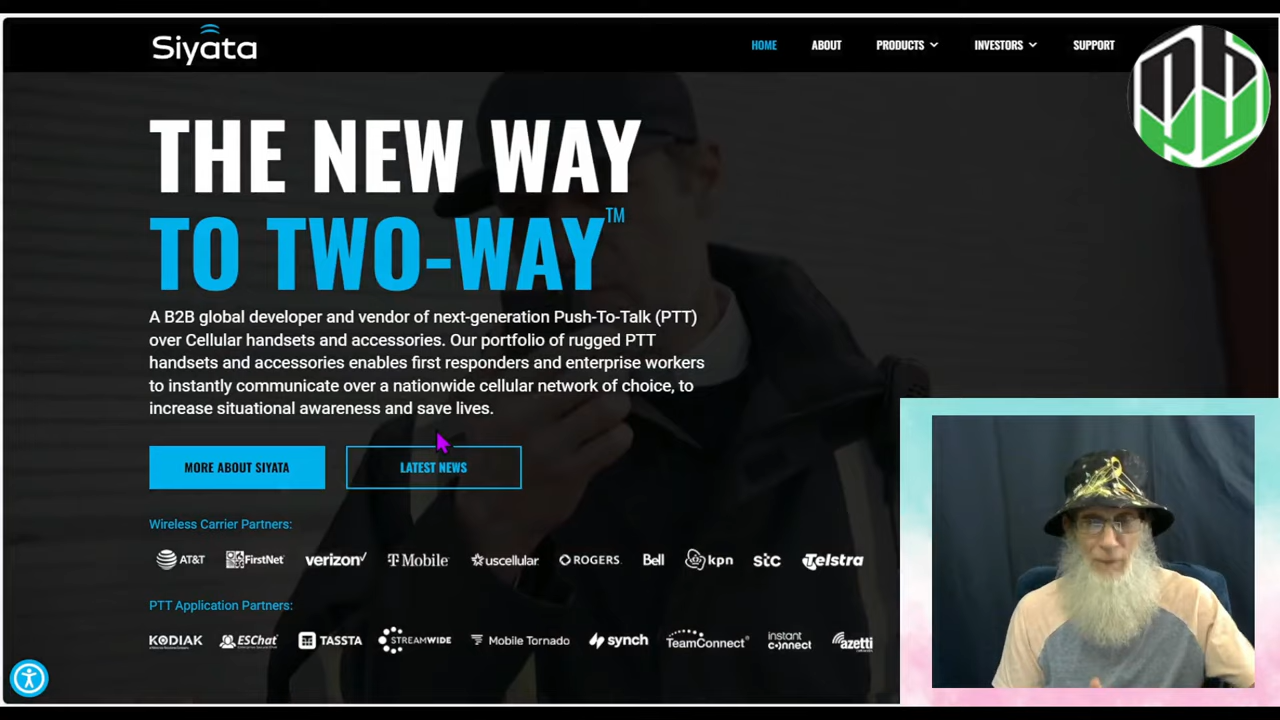 Siyata
HOME ABOUT PRODUCTS INVESTORS SUPPORT
THE NEW WAY
TO TWO-WAY™
A B2B global developer and vendor of next-generation Push-To-Talk (PTT)
over Cellular handsets and accessories. Our portfolio of rugged PTT
handsets and accessories enables first responders and enterprise workers
to instantly communicate over a nationwide cellular network of choice, to
increase situational awareness and save lives.
MORE ABOUT SIYATA LATEST NEWS
Wireless Carrier Partners:
AT&T FirstNet verizon T Mobile uscellular ROGERS Bell kpn stc Telstra
PTT Application Partners:
KODIAK ESChat TASSTA STREAMWIDE Mobile Tornado synch TeamConnect instant connect azetti